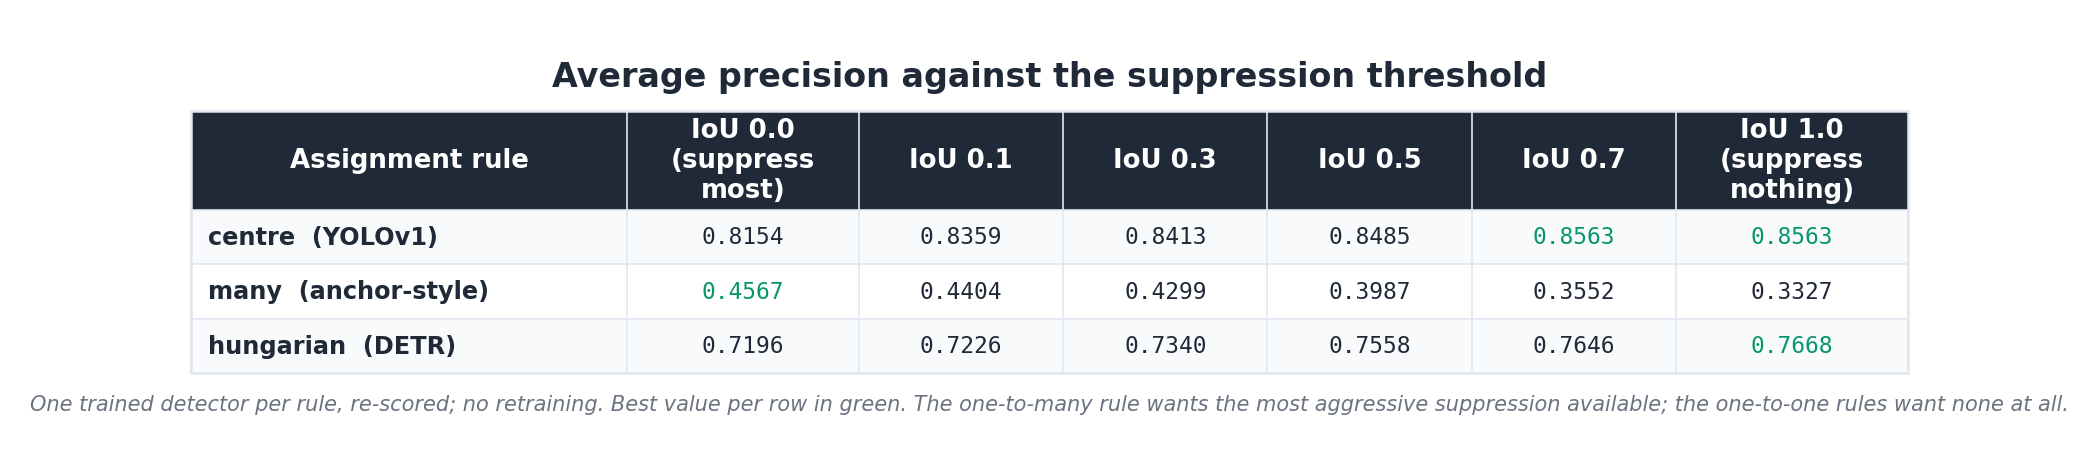 Average precision against the suppression threshold
Assignment rule | IoU 0.0 (suppress most) | IoU 0.1 | IoU 0.3 | IoU 0.5 | IoU 0.7 | IoU 1.0 (suppress nothing)
centre (YOLOv1) | 0.8154 | 0.8359 | 0.8413 | 0.8485 | 0.8563 | 0.8563
many (anchor-style) | 0.4567 | 0.4404 | 0.4299 | 0.3987 | 0.3552 | 0.3327
hungarian (DETR) | 0.7196 | 0.7226 | 0.7340 | 0.7558 | 0.7646 | 0.7668
One trained detector per rule, re-scored; no retraining. Best value per row in green. The one-to-many rule wants the most aggressive suppression available; the one-to-one rules want none at all.